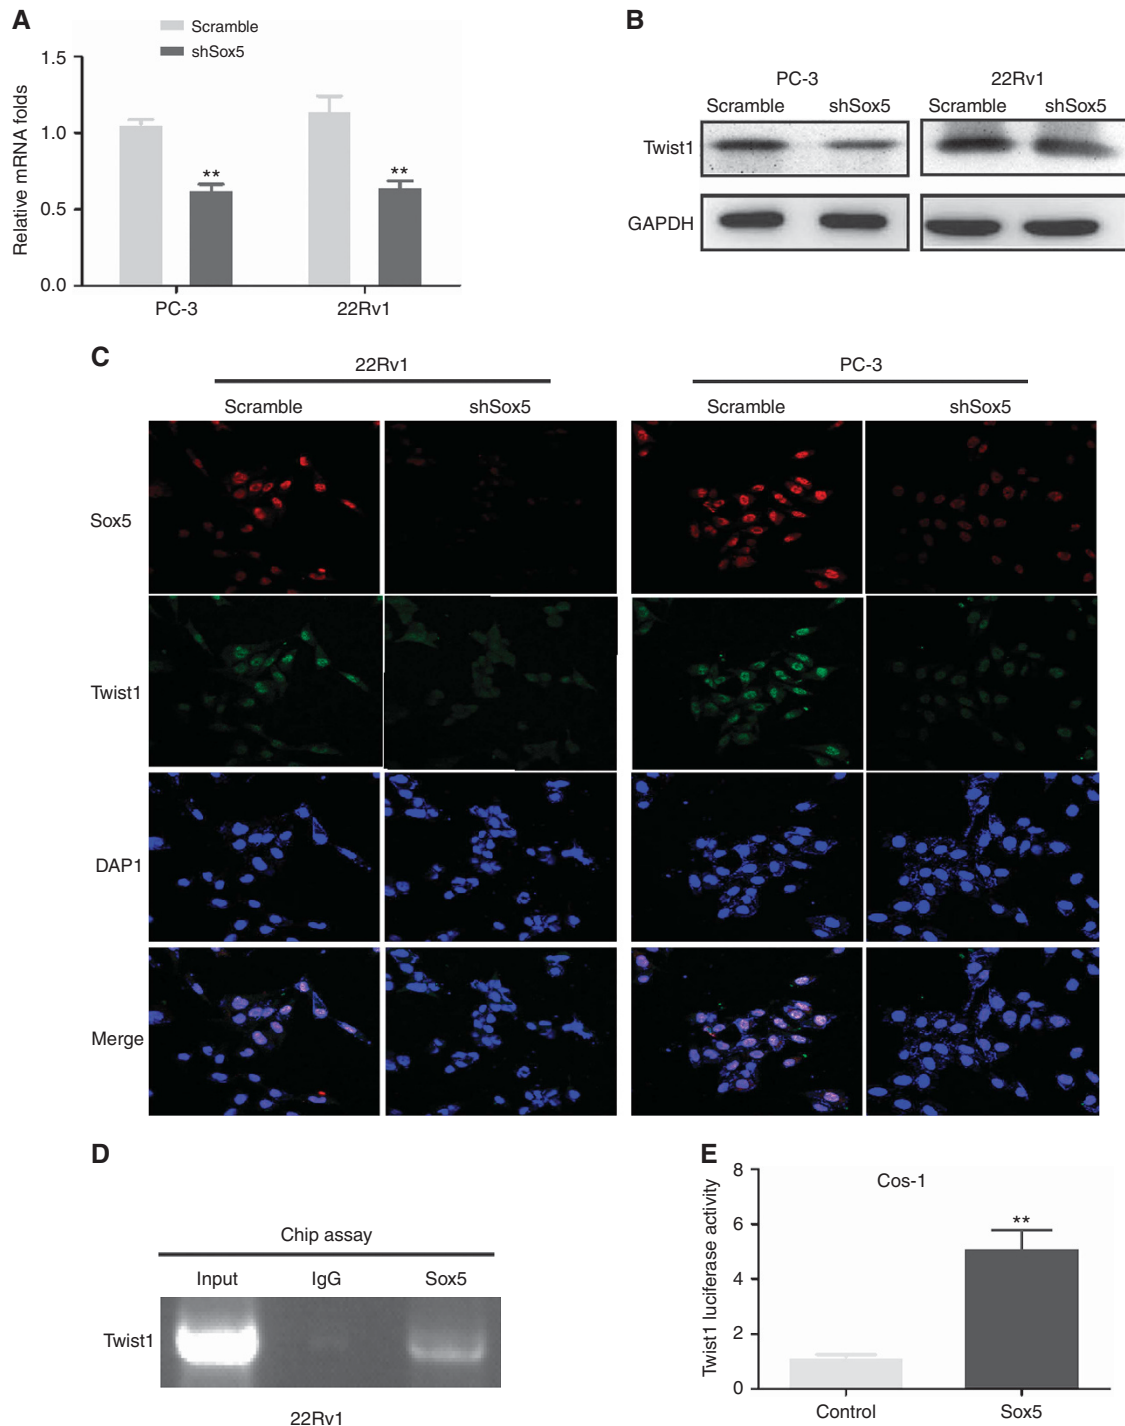 A
Scramble
shSox5
Relative mRNA folds
1.5
1.0
0.5
0.0
**
**
PC-3
22Rv1
B
PC-3
22Rv1
Scramble
shSox5
Scramble
shSox5
Twist1
GAPDH
C
22Rv1
PC-3
Scramble
shSox5
Scramble
shSox5
Sox5
Twist1
DAP1
Merge
D
Chip assay
Input
IgG
Sox5
Twist1
22Rv1
E
Cos-1
Twist1 luciferase activity
8
6
4
2
0
**
Control
Sox5